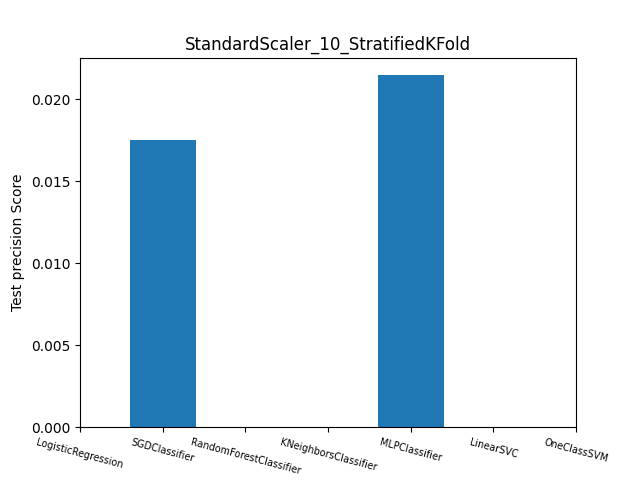 StandardScaler_10_StratifiedKFold
Test precision Score
0.020
0.015
0.010
0.005
0.000
LogisticRegression
SGDClassifier
RandomForestClassifier
KNeighborsClassifier
MLPClassifier
LinearSVC
OneClassSVM